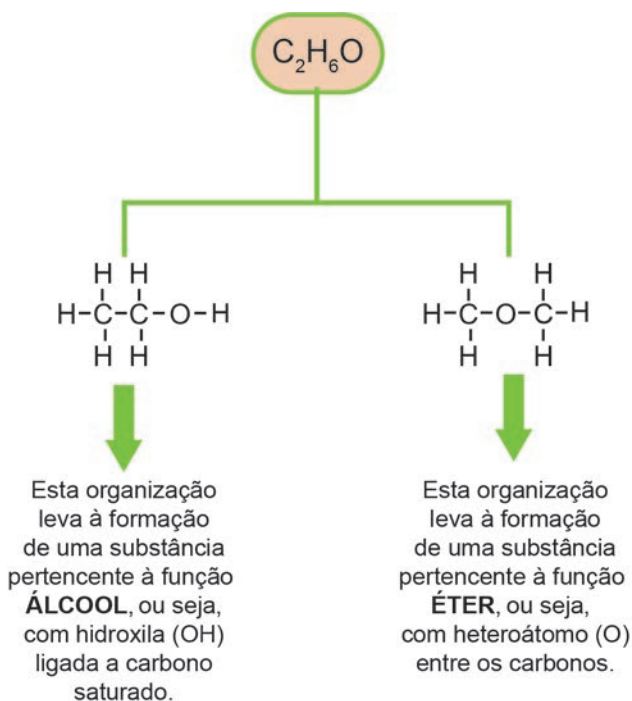 C₂H₆O
H H
H-C-C-O-H
H H
Esta organização
leva à formação
de uma substância
pertencente à função
ÁLCOOL, ou seja,
com hidroxila (OH)
ligada a carbono
saturado.
H H
H-C-O-C-H
H H
Esta organização
leva à formação
de uma substância
pertencente à função
ÉTER, ou seja,
com heteroátomo (O)
entre os carbonos.